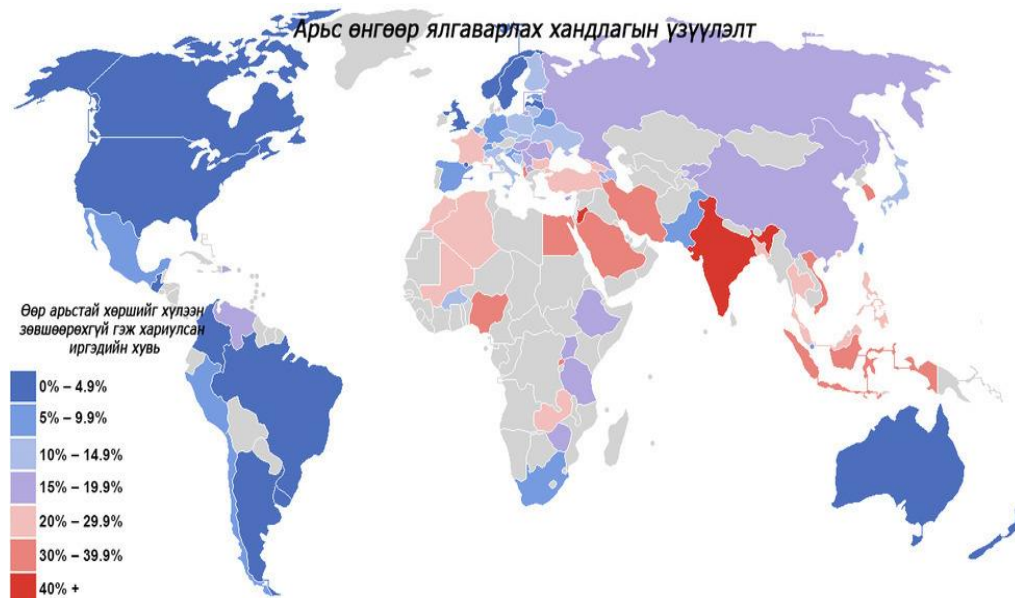 Арьс өнгөөр ялгаварлах хандлагын үзүүлэлт
Өөр арьстай хөршийг хүлээн
зөвшөөрөхгүй гэж хариулсан
иргэдийн хувь
0% – 4.9%
5% – 9.9%
10% – 14.9%
15% – 19.9%
20% – 29.9%
30% – 39.9%
40% +